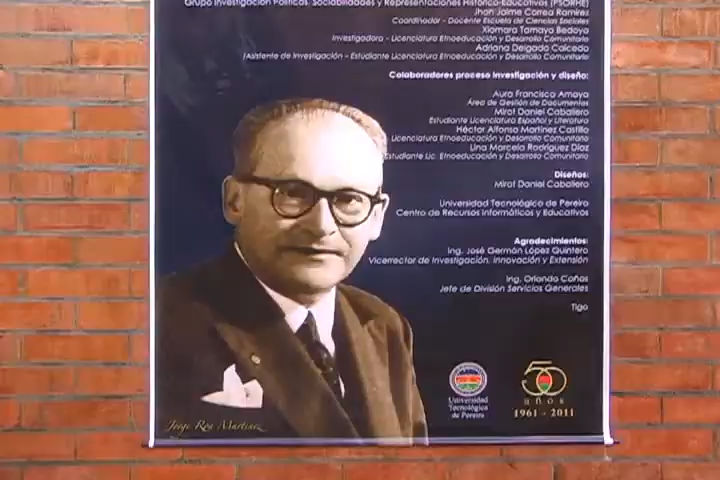 Grupo Investigación Políticas, Sociabilidades y Representaciones Histórico-Educativas (PSORHE)
Jhon Jaime Correa Ramírez
Coordinador - Docente Escuela de Ciencias Sociales
Xiomara Tamayo Bedoya
Investigadora - Licenciatura Etnoeducación y Desarrollo Comunitario
Adriana Delgado Caicedo
Asistente de Investigación - Estudiante Licenciatura Etnoeducación y Desarrollo Comunitario
Colaboradores proceso investigación y diseño:
Aura Francisca Amaya
Área de Gestión de Documentos
Mirot Daniel Caballero
Estudiante Licenciatura Español y Literatura
Héctor Alfonso Martínez Castillo
Licenciatura Etnoeducación y Desarrollo Comunitario
Lina Marcela Rodríguez Díaz
Estudiante Lic. Etnoeducación y Desarrollo Comunitario
Diseños:
Mirot Daniel Caballero
Universidad Tecnológica de Pereira
Centro de Recursos Informáticos y Educativos
Agradecimientos:
Ing. José Germán López Quintero
Vicerrector de Investigación, Innovación y Extensión
Ing. Orlando Cañas
Jefe de División Servicios Generales
Tigo
Universidad
Tecnológica
de Pereira
50
años
1961 - 2011
Jorge Roa Martínez